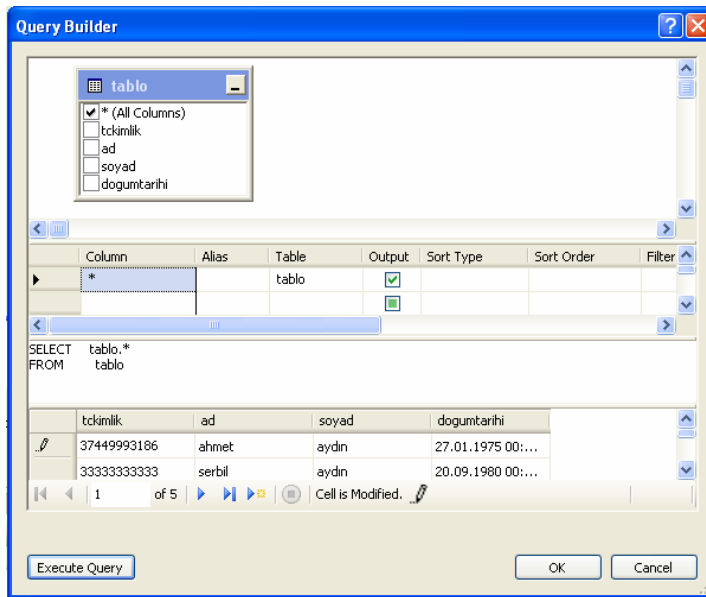 Query Builder
tablo
* (All Columns)
tckimlik
ad
soyad
dogumtarihi
Column Alias Table Output Sort Type Sort Order Filter
* tablo
SELECT tablo.*
FROM tablo
tckimlik ad soyad dogumtarihi
37449993186 ahmet aydın 27.01.1975 00:...
33333333333 serbil aydın 20.09.1980 00:...
1 of 5 Cell is Modified.
Execute Query OK Cancel